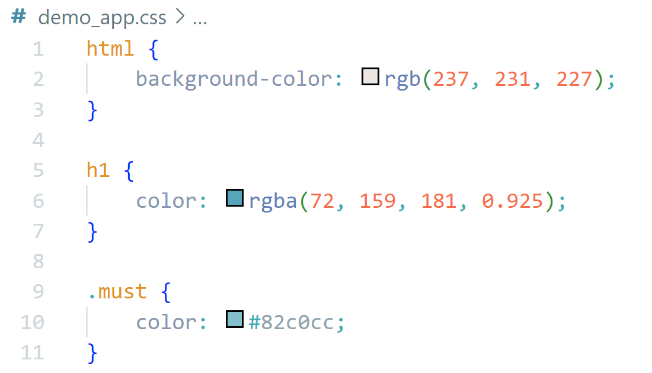 # demo_app.css > ...
1 html {
2 background-color: rgb(237, 231, 227);
3 }
4
5 h1 {
6 color: rgba(72, 159, 181, 0.925);
7 }
8
9 .must {
10 color: #82c0cc;
11 }